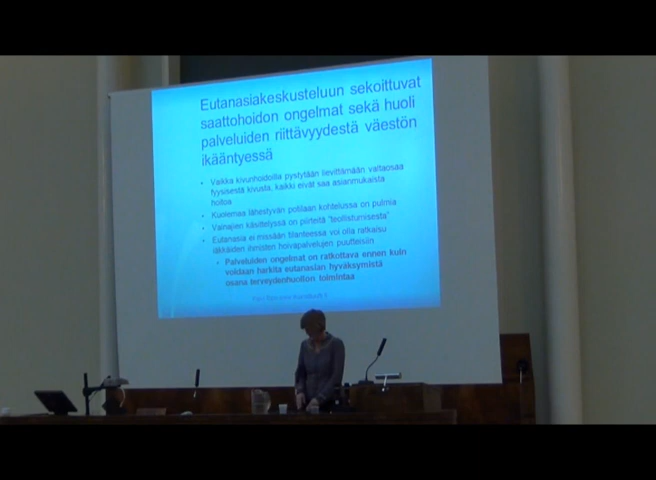 Eutanasiakeskusteluun sekoittuvat
saattohoidon ongelmat sekä huoli
palveluiden riittävyydestä väestön
ikääntyessä
• Vaikka kivunhoidolla pystytään lievittämään valtaosaa
fyysisestä kivusta, kaikki eivät saa asianmukaista
hoitoa
• Kuolemaa lähestyvän potilaan kohtelussa on pulmia
• Vainajien käsittelyssä on piirteitä "teollistumisesta"
• Eutanasia ei missään tilanteessa voi olla ratkaisu
iäkkäiden ihmisten hoivapalvelujen puutteisiin
• Palveluiden ongelmat on ratkottava ennen kuin
voidaan harkita eutanasian hyväksymistä
osana terveydenhuollon toimintaa